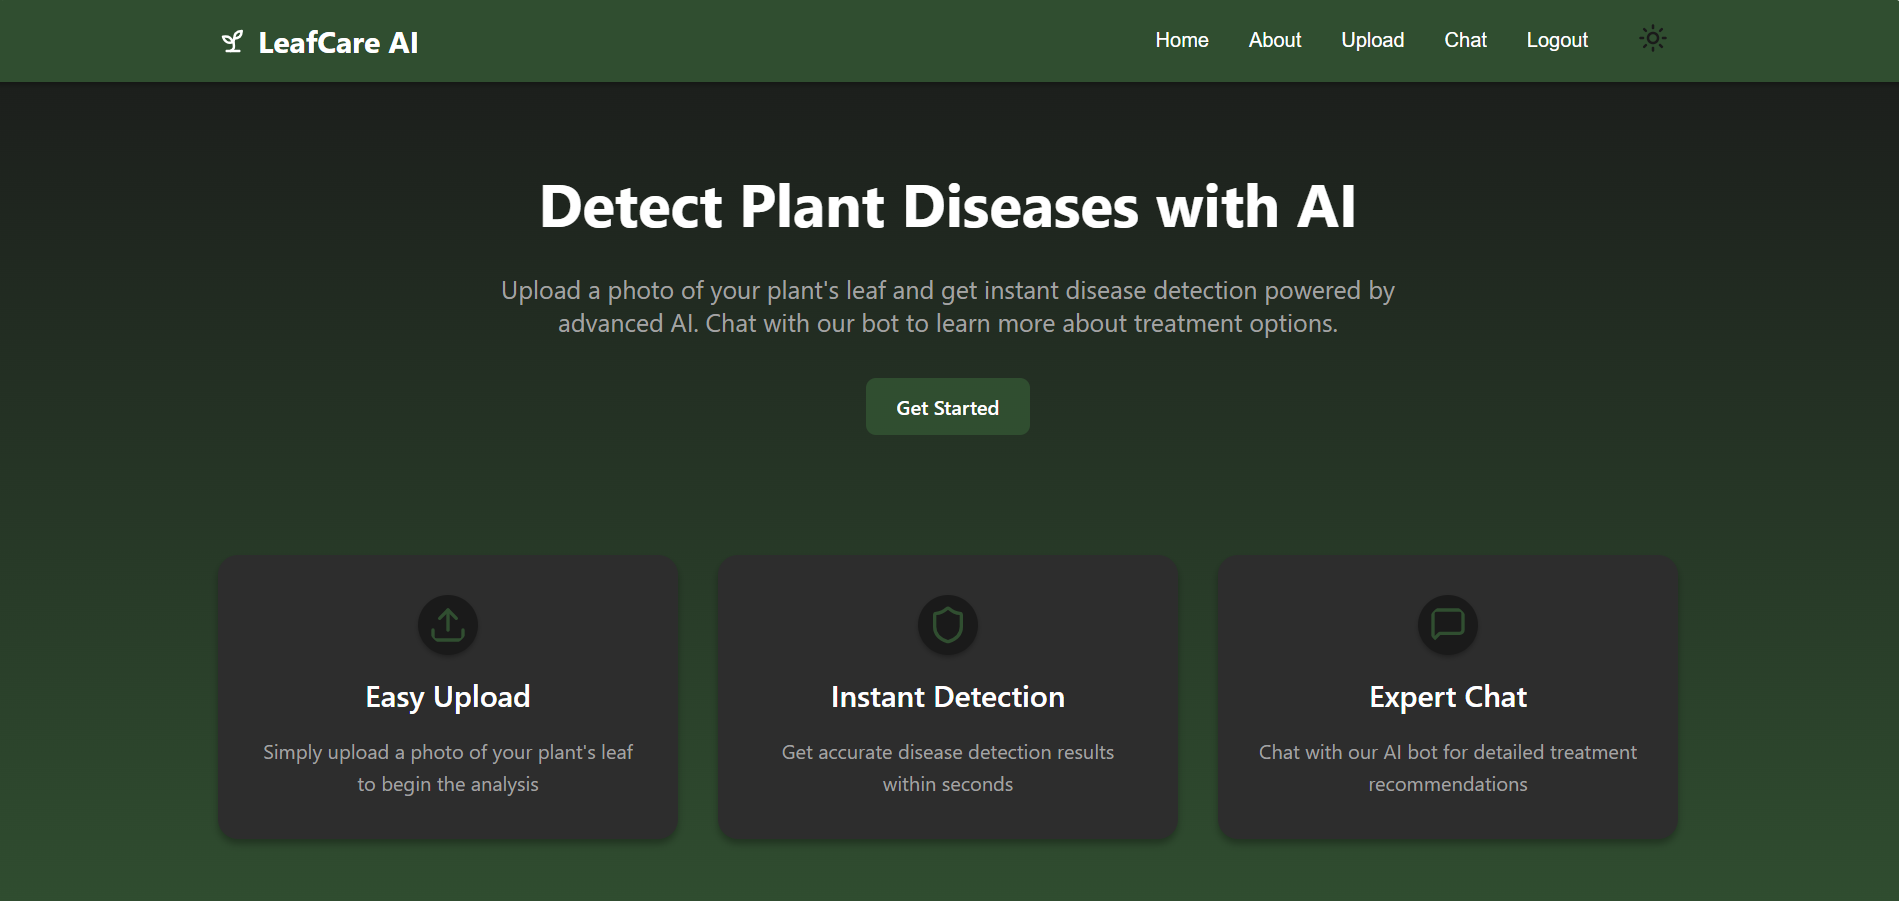 LeafCare AI
Home
About
Upload
Chat
Logout
Detect Plant Diseases with AI
Upload a photo of your plant's leaf and get instant disease detection powered by
advanced AI. Chat with our bot to learn more about treatment options.
Get Started
Easy Upload
Simply upload a photo of your plant's leaf
to begin the analysis
Instant Detection
Get accurate disease detection results
within seconds
Expert Chat
Chat with our AI bot for detailed treatment
recommendations